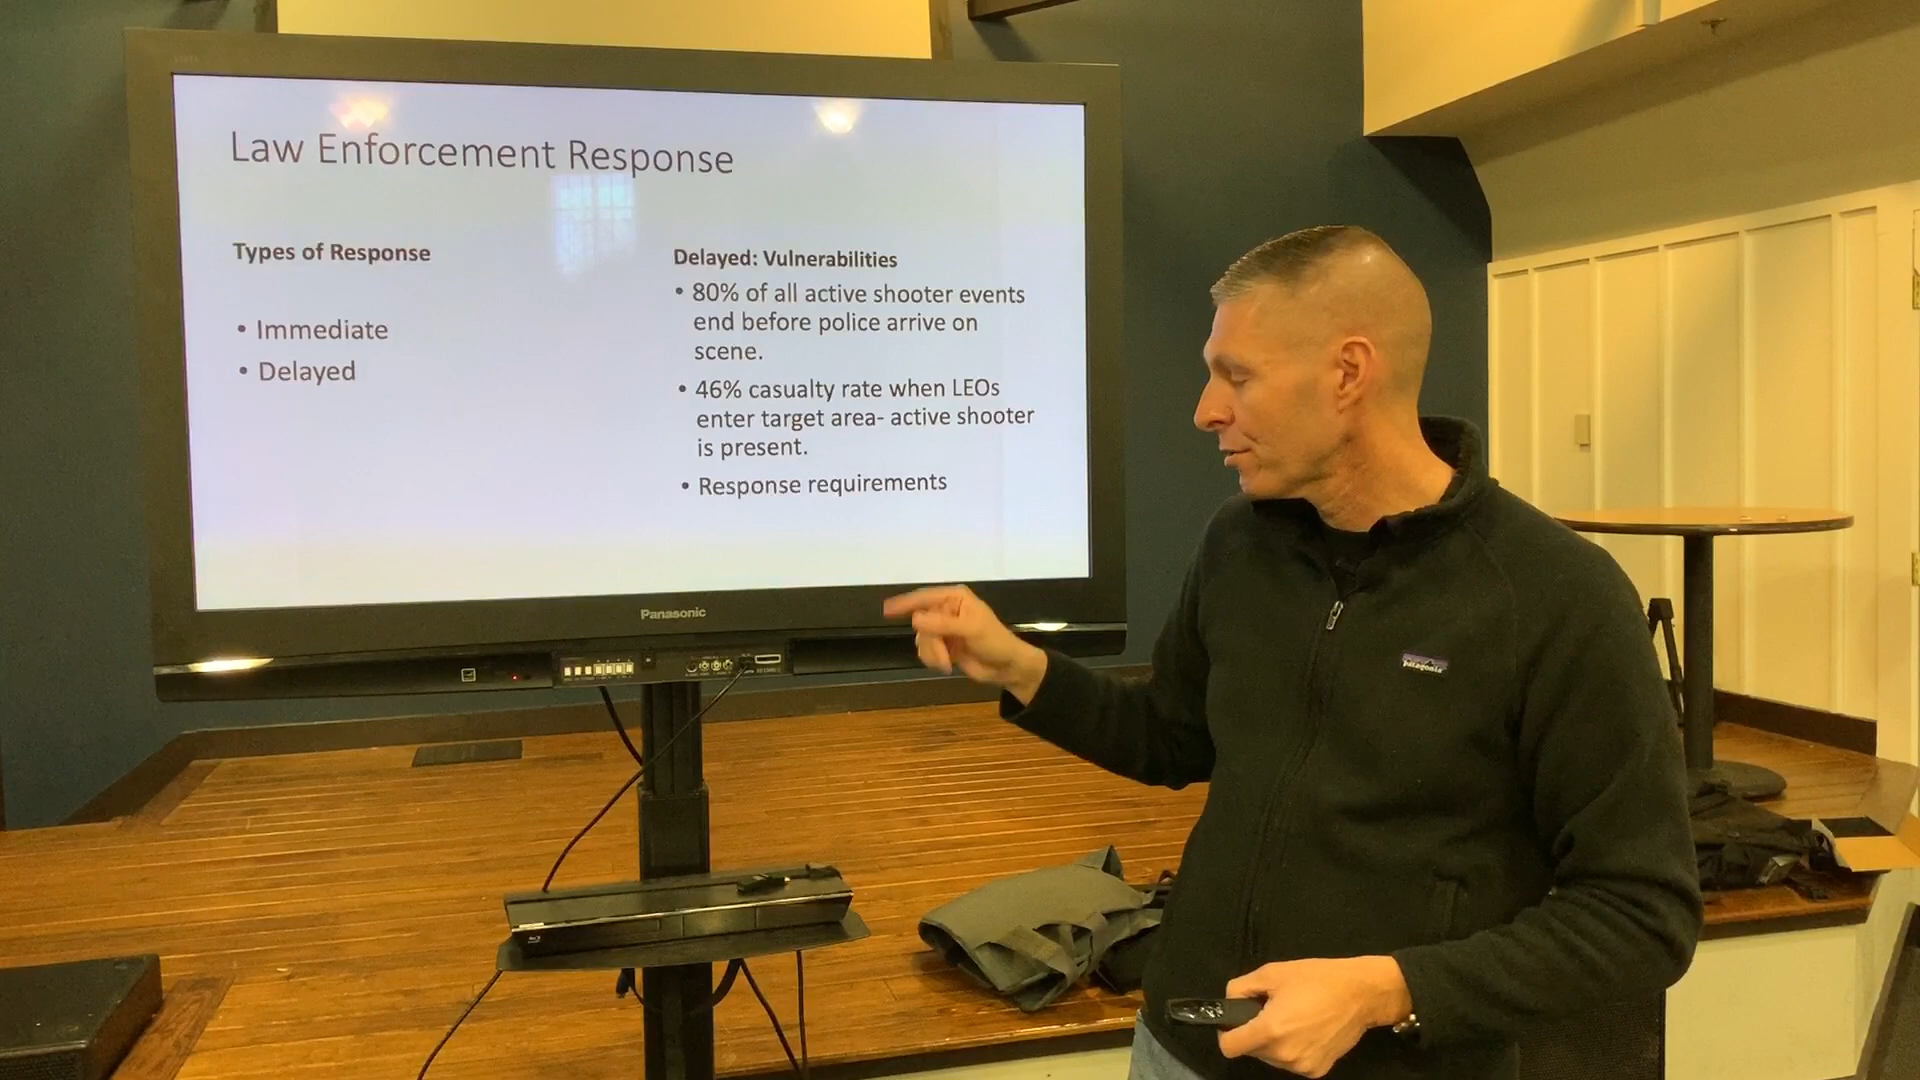 Law Enforcement Response
Types of Response
• Immediate
• Delayed
Delayed: Vulnerabilities
• 80% of all active shooter events
end before police arrive on
scene.
• 46% casualty rate when LEOs
enter target area- active shooter
is present.
• Response requirements
Panasonic
patagonia